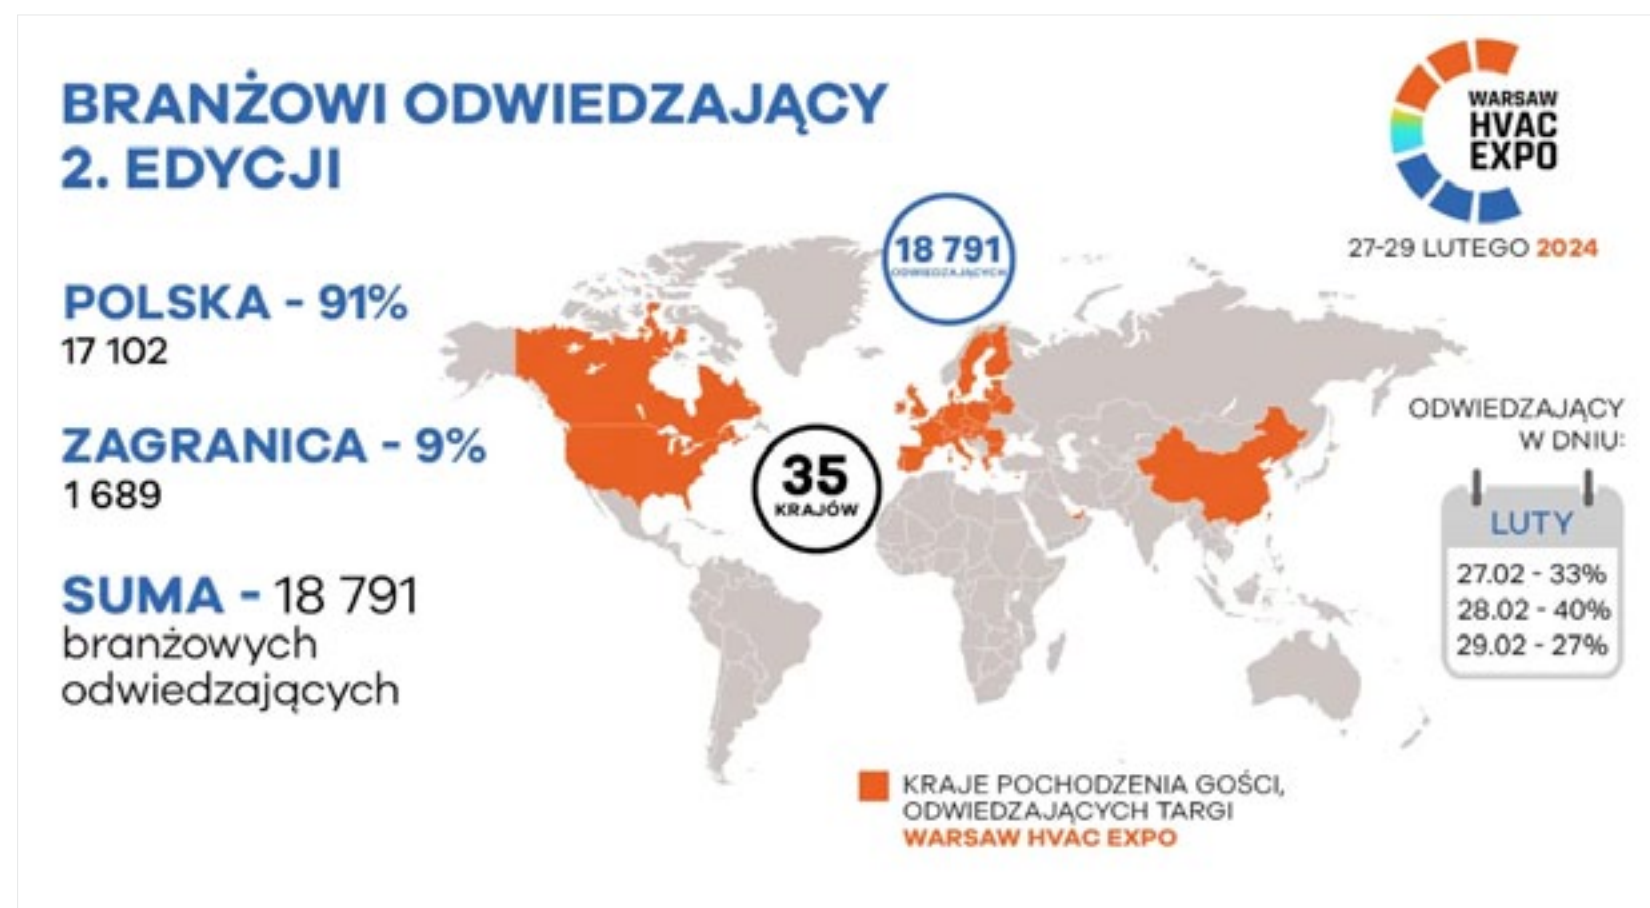 BRANŻOWI ODWIEDZAJĄCY
2. EDYCJI
WARSAW
HVAC
EXPO
27-29 LUTEGO 2024
18 791
ODWIEDZAJĄCYCH
POLSKA - 91%
17 102
ZAGRANICA - 9%
1 689
SUMA - 18 791
branżowych
odwiedzających
35
KRAJÓW
ODWIEDZAJĄCY
W DNIU:
LUTY
27.02 - 33%
28.02 - 40%
29.02 - 27%
KRAJE POCHODZENIA GOŚCI,
ODWIEDZAJĄCYCH TARGI
WARSAW HVAC EXPO